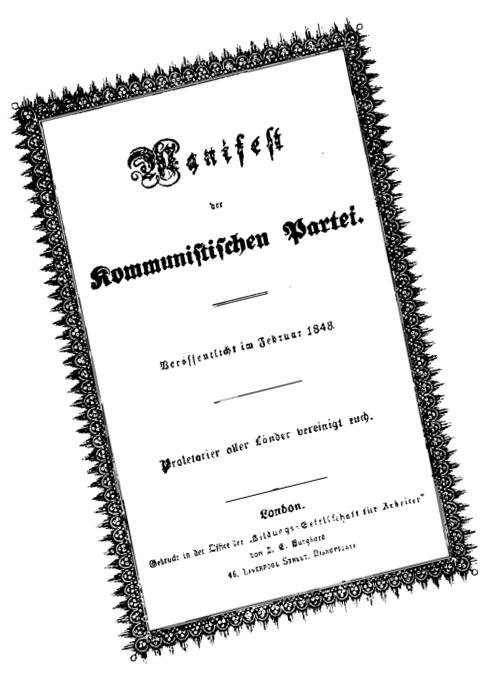 Manifest
der
Kommunistischen Partei.
Veröffentlicht im Februar 1848.
Proletarier aller Länder vereinigt euch.
London.
Gedruckt in der Office der „Bildungs-Gesellschaft für Arbeiter“
von J. E. Burghard
46, LIVERPOOL STREET, BISHOPSGATE